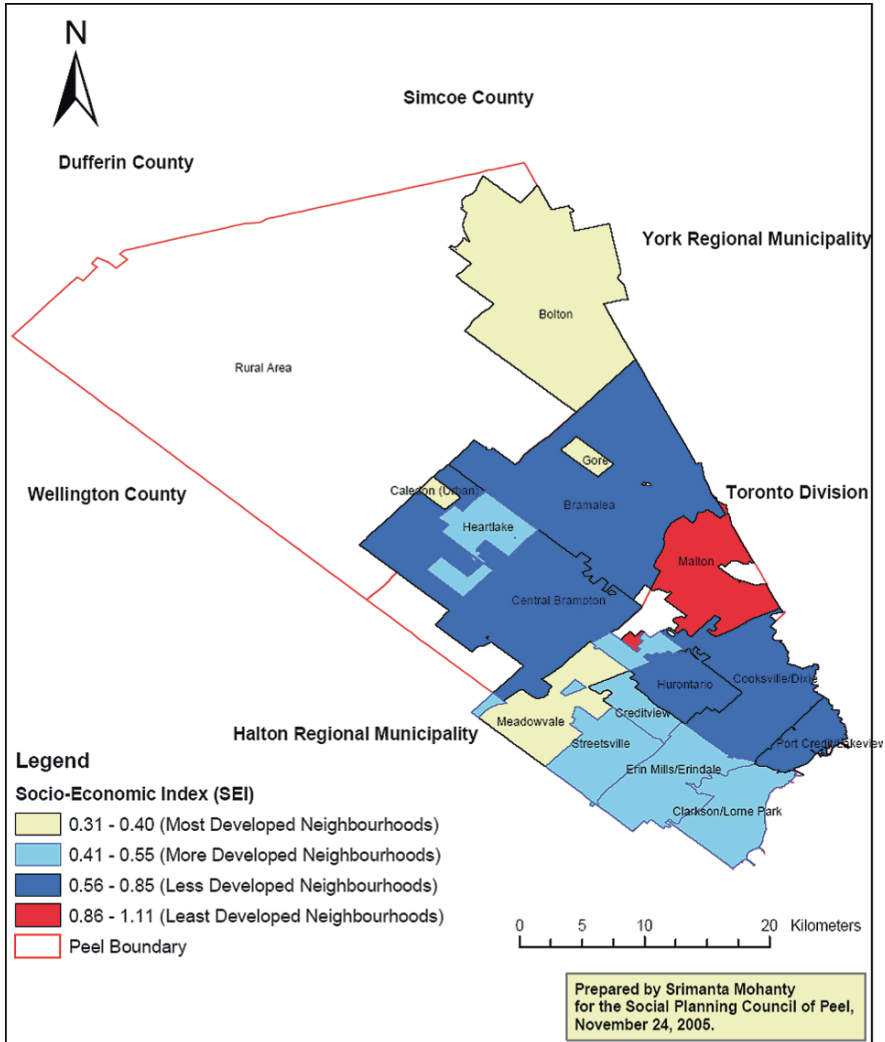 N
Simcoe County
Dufferin County
York Regional Municipality
Bolton
Rural Area
Gore
Caledon (Urban)
Wellington County
Toronto Division
Bramalea
Heartlake
Malton
Central Brampton
Cooksville/Dixie
Hurontario
Creditview
Meadowvale
Halton Regional Municipality
Streetsville
Port Credit/Lakeview
Erin Mills/Erindale
Clarkson/Lorne Park
Legend
Socio-Economic Index (SEI)
0.31 - 0.40 (Most Developed Neighbourhoods)
0.41 - 0.55 (More Developed Neighbourhoods)
0.56 - 0.85 (Less Developed Neighbourhoods)
0.86 - 1.11 (Least Developed Neighbourhoods)
Peel Boundary
0 5 10 20 Kilometers
Prepared by Srimanta Mohanty
for the Social Planning Council of Peel,
November 24, 2005.